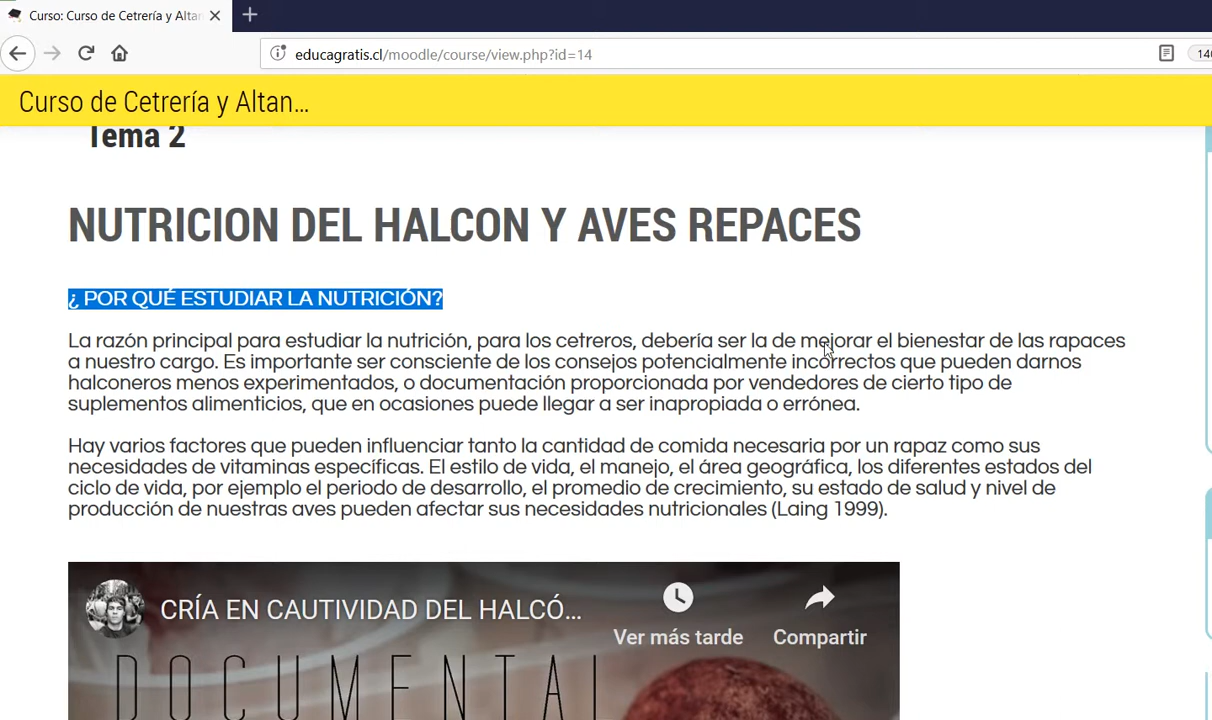 Curso: Cetrería y Altan
educagratis.cl/moodle/course/view.php?id=14
Curso de Cetrería y Altan...
Tema 2
NUTRICION DEL HALCON Y AVES REPACES
¿ POR QUÉ ESTUDIAR LA NUTRICIÓN?
La razón principal para estudiar la nutrición, para los cetreros, debería ser la de mejorar el bienestar de las rapaces
a nuestro cargo. Es importante ser consciente de los consejos potencialmente incorrectos que pueden darnos
halconeros menos experimentados, o documentación proporcionada por vendedores de cierto tipo de
suplementos alimenticios, que en ocasiones puede llegar a ser inapropiada o errónea.
Hay varios factores que pueden influenciar tanto la cantidad de comida necesaria por un rapaz como sus
necesidades de vitaminas específicas. El estilo de vida, el manejo, el área geográfica, los diferentes estados del
ciclo de vida, por ejemplo el periodo de desarrollo, el promedio de crecimiento, su estado de salud y nivel de
producción de nuestras aves pueden afectar sus necesidades nutricionales (Laing 1999).
CRÍA EN CAUTIVIDAD DEL HALCÓ...
Ver más tarde
Compartir
DOCUMENTAL